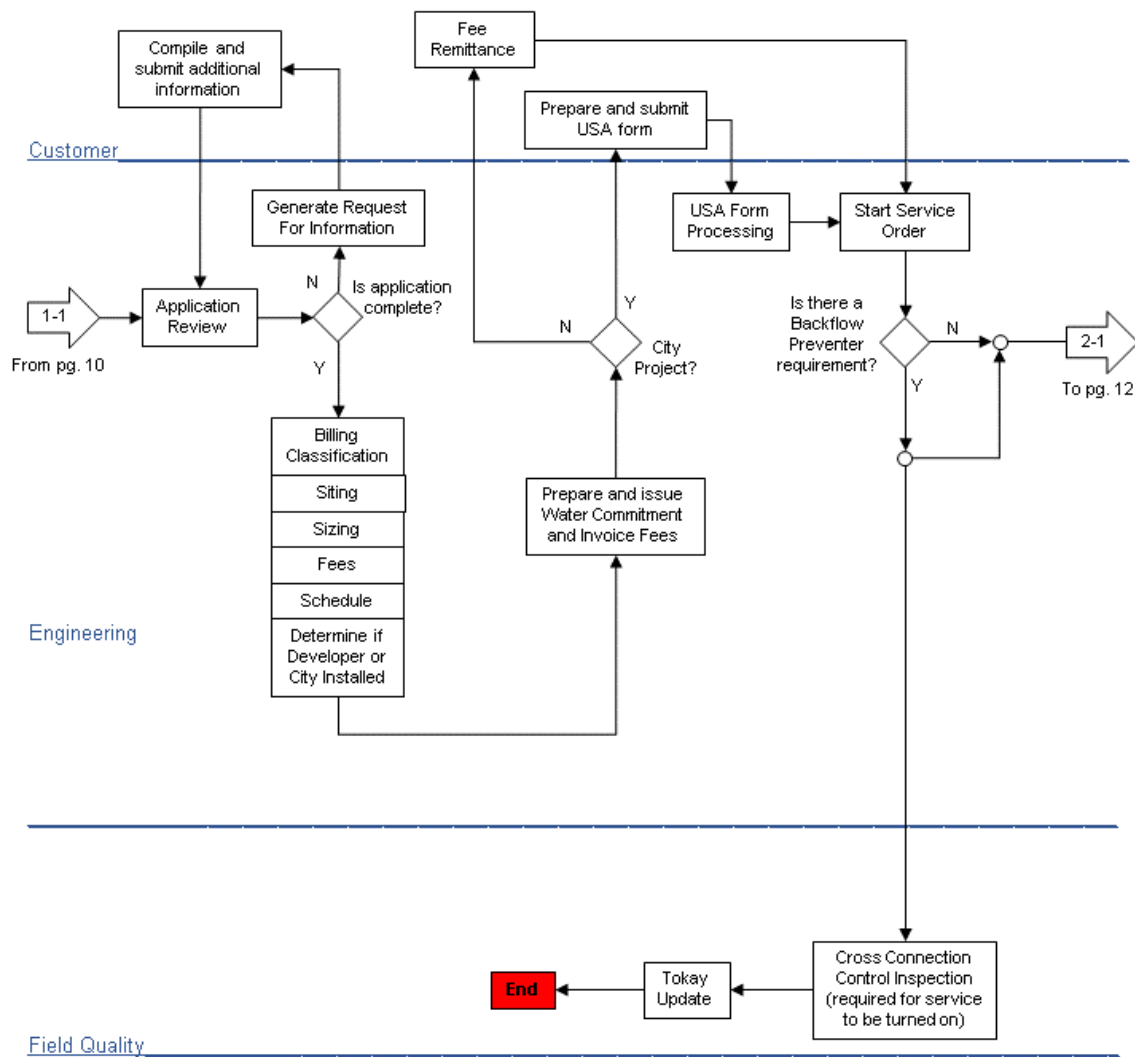 Fee
Remittance
Compile and
submit additional
information
Prepare and submit
USA form
Customer
Generate Request
For Information
USA Form
Processing
Start Service
Order
N
Is application
complete?
1-1
Application
Review
From pg. 10
Y
N
Y
City
Project?
Is there a
Backflow
Preventer
requirement?
N
Y
2-1
To pg. 12
Billing
Classification
Siting
Sizing
Fees
Schedule
Determine if
Developer or
City Installed
Prepare and issue
Water Commitment
and Invoice Fees
Engineering
Cross Connection
Control Inspection
(required for service
to be turned on)
Tokay
Update
End
Field Quality